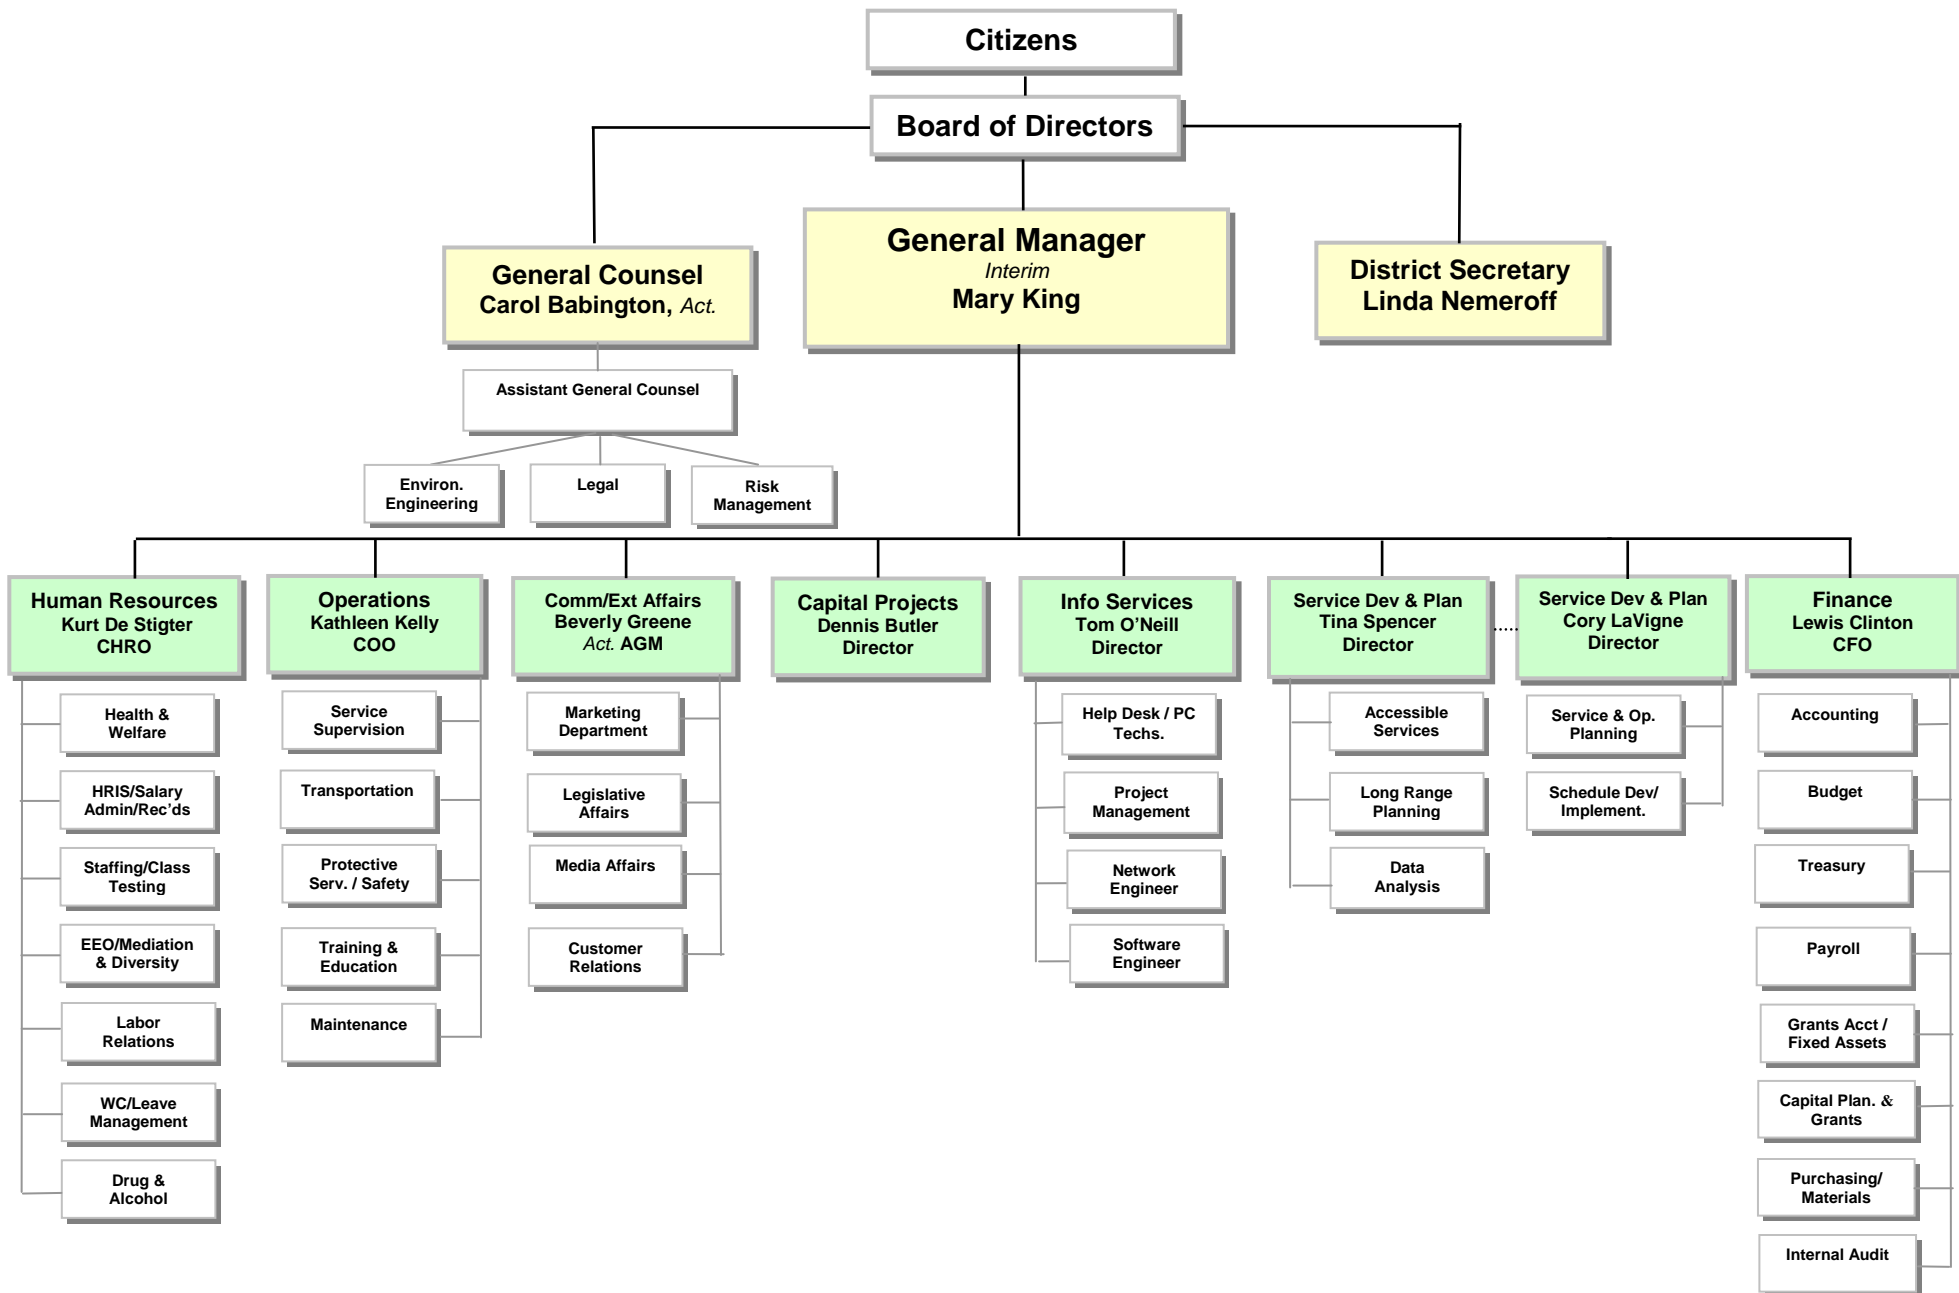 Citizens
Board of Directors
General Manager
Interim
Mary King
General Counsel
Carol Babington, Act.
District Secretary
Linda Nemeroff
Assistant General Counsel
Environ.
Engineering
Legal
Risk
Management
Human Resources
Kurt De Stigter
CHRO
Operations
Kathleen Kelly
COO
Comm/Ext Affairs
Beverly Greene
Act. AGM
Capital Projects
Dennis Butler
Director
Info Services
Tom O’Neill
Director
Service Dev & Plan
Tina Spencer
Director
Service Dev & Plan
Cory LaVigne
Director
Finance
Lewis Clinton
CFO
Health &
Welfare
HRIS/Salary
Admin/Rec’ds
Staffing/Class
Testing
EEO/Mediation
& Diversity
Labor
Relations
WC/Leave
Management
Drug &
Alcohol
Service
Supervision
Transportation
Protective
Serv. / Safety
Training &
Education
Maintenance
Marketing
Department
Legislative
Affairs
Media Affairs
Customer
Relations
Help Desk / PC
Techs.
Project
Management
Network
Engineer
Software
Engineer
Accessible
Services
Long Range
Planning
Data
Analysis
Service & Op.
Planning
Schedule Dev/
Implement.
Accounting
Budget
Treasury
Payroll
Grants Acct /
Fixed Assets
Capital Plan. &
Grants
Purchasing/
Materials
Internal Audit